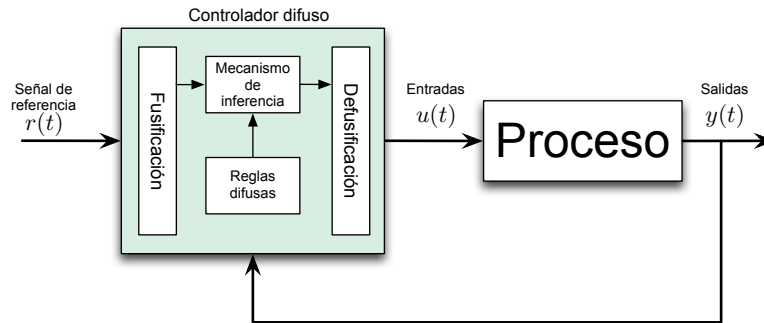 Controlador difuso
Señal de
referencia
r(t)
Fusificación
Mecanismo
de
inferencia
Reglas
difusas
Defusificación
Entradas
u(t)
Proceso
Salidas
y(t)